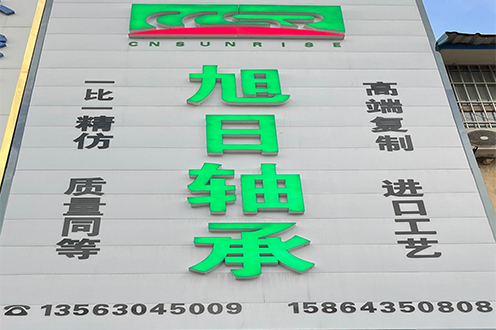 CCSR
CNSUNRISE
旭日轴承
一比一精仿
质量同等
高端复制
进口工艺
☎ 13563045009 15864350808